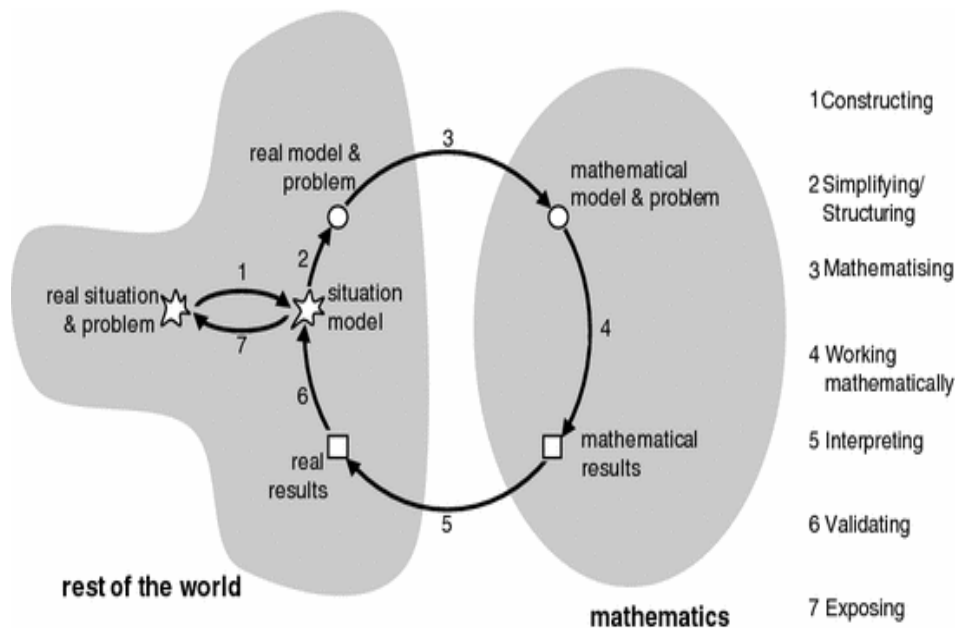 real model &
problem
3
mathematical
model & problem
1
2
real situation
& problem
situation
model
7
4
6
real
results
mathematical
results
5
rest of the world
mathematics
1 Constructing
2 Simplifying/
Structuring
3 Mathematising
4 Working
mathematically
5 Interpreting
6 Validating
7 Exposing